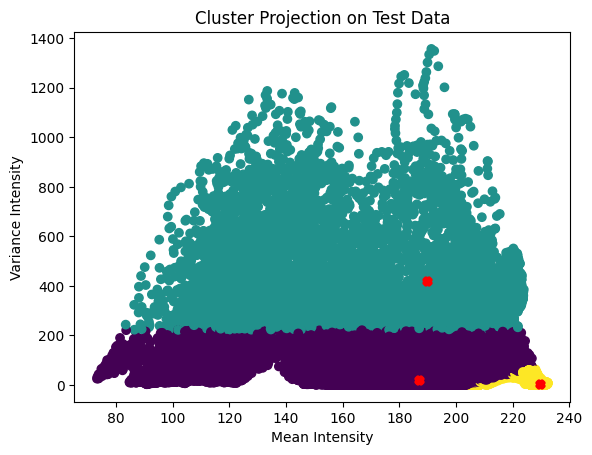 Cluster Projection on Test Data
1400
1200
1000
800
600
400
200
0
Variance Intensity
80 100 120 140 160 180 200 220 240
Mean Intensity